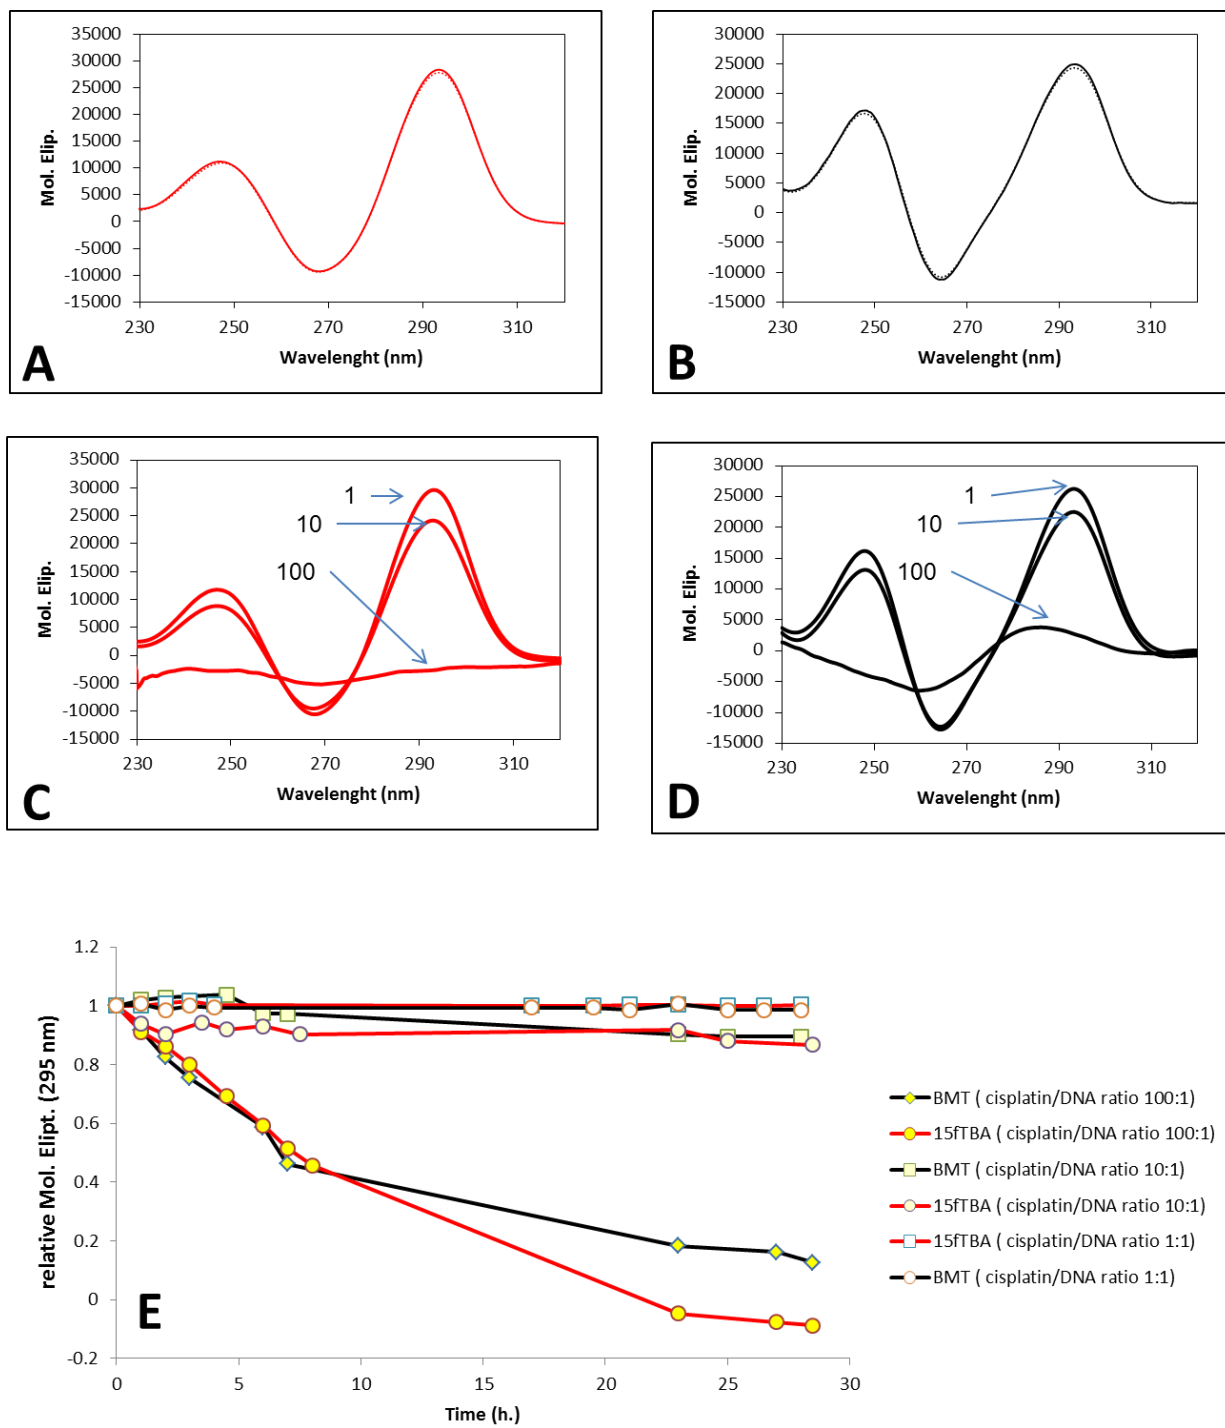 35000
30000
25000
20000
15000
10000
5000
0
-5000
-10000
-15000
Mol. Elip.
230 250 270 290 310
Wavelenght (nm)
A
30000
25000
20000
15000
10000
5000
0
-5000
-10000
-15000
Mol. Elip.
230 250 270 290 310
Wavelenght (nm)
B
35000
30000
25000
20000
15000
10000
5000
0
-5000
-10000
-15000
Mol. Elip.
1
10
100
230 250 270 290 310
Wavelenght (nm)
C
30000
25000
20000
15000
10000
5000
0
-5000
-10000
-15000
Mol. Elip.
1
10
100
230 250 270 290 310
Wavelenght (nm)
D
1.2
1
0.8
0.6
0.4
0.2
0
-0.2
relative Mol. Elipt. (295 nm)
0 5 10 15 20 25 30
Time (h.)
E
BMT ( cisplatin/DNA ratio 100:1)
15fTBA ( cisplatin/DNA ratio 100:1)
BMT ( cisplatin/DNA ratio 10:1)
15fTBA ( cisplatin/DNA ratio 10:1)
15fTBA ( cisplatin/DNA ratio 1:1)
BMT ( cisplatin/DNA ratio 1:1)